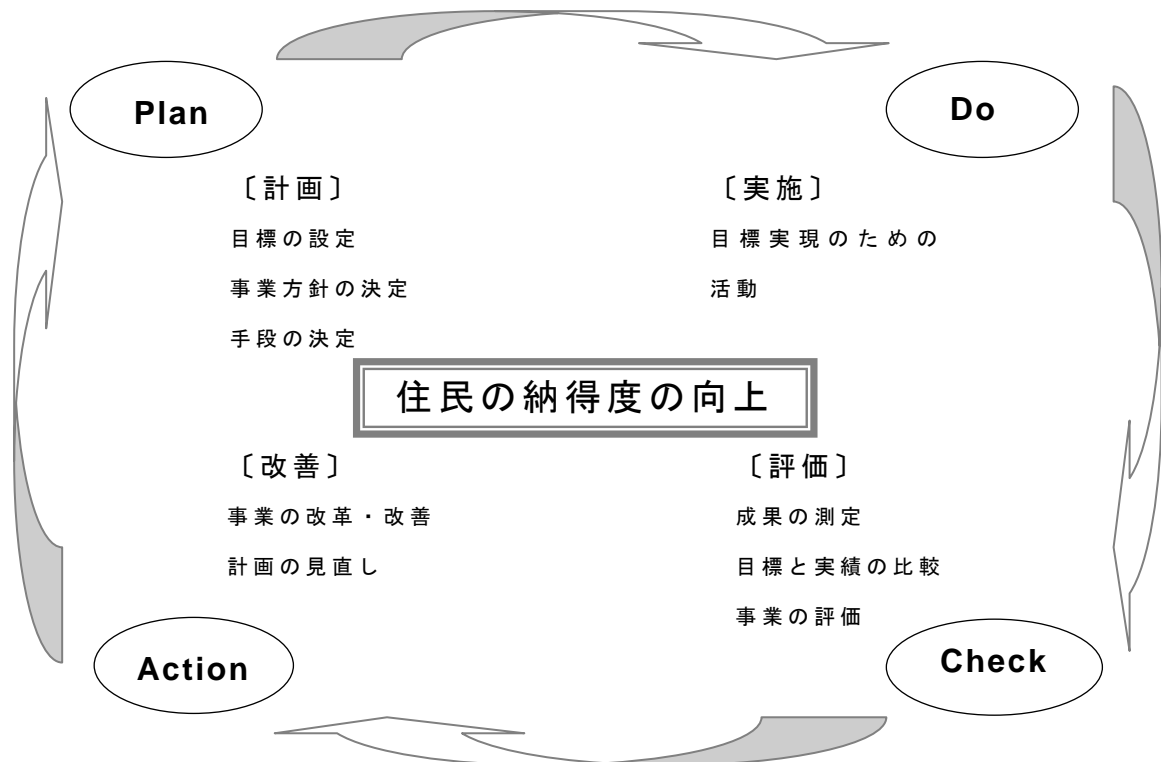 Plan
〔計画〕
目標の設定
事業方針の決定
手段の決定
Do
〔実施〕
目標実現のための
活動
住民の納得度の向上
〔改善〕
事業の改革・改善
計画の見直し
Action
〔評価〕
成果の測定
目標と実績の比較
事業の評価
Check